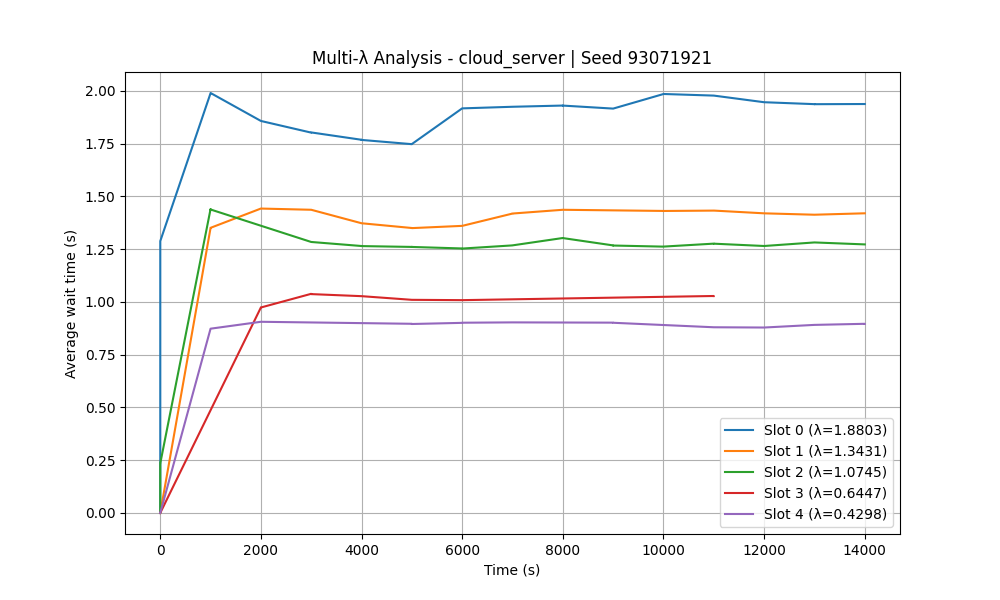 Multi-λ Analysis - cloud_server | Seed 93071921
Average wait time (s)
2.00
1.75
1.50
1.25
1.00
0.75
0.50
0.25
0.00
0 2000 4000 6000 8000 10000 12000 14000
Time (s)
Slot 0 (λ=1.8803)
Slot 1 (λ=1.3431)
Slot 2 (λ=1.0745)
Slot 3 (λ=0.6447)
Slot 4 (λ=0.4298)